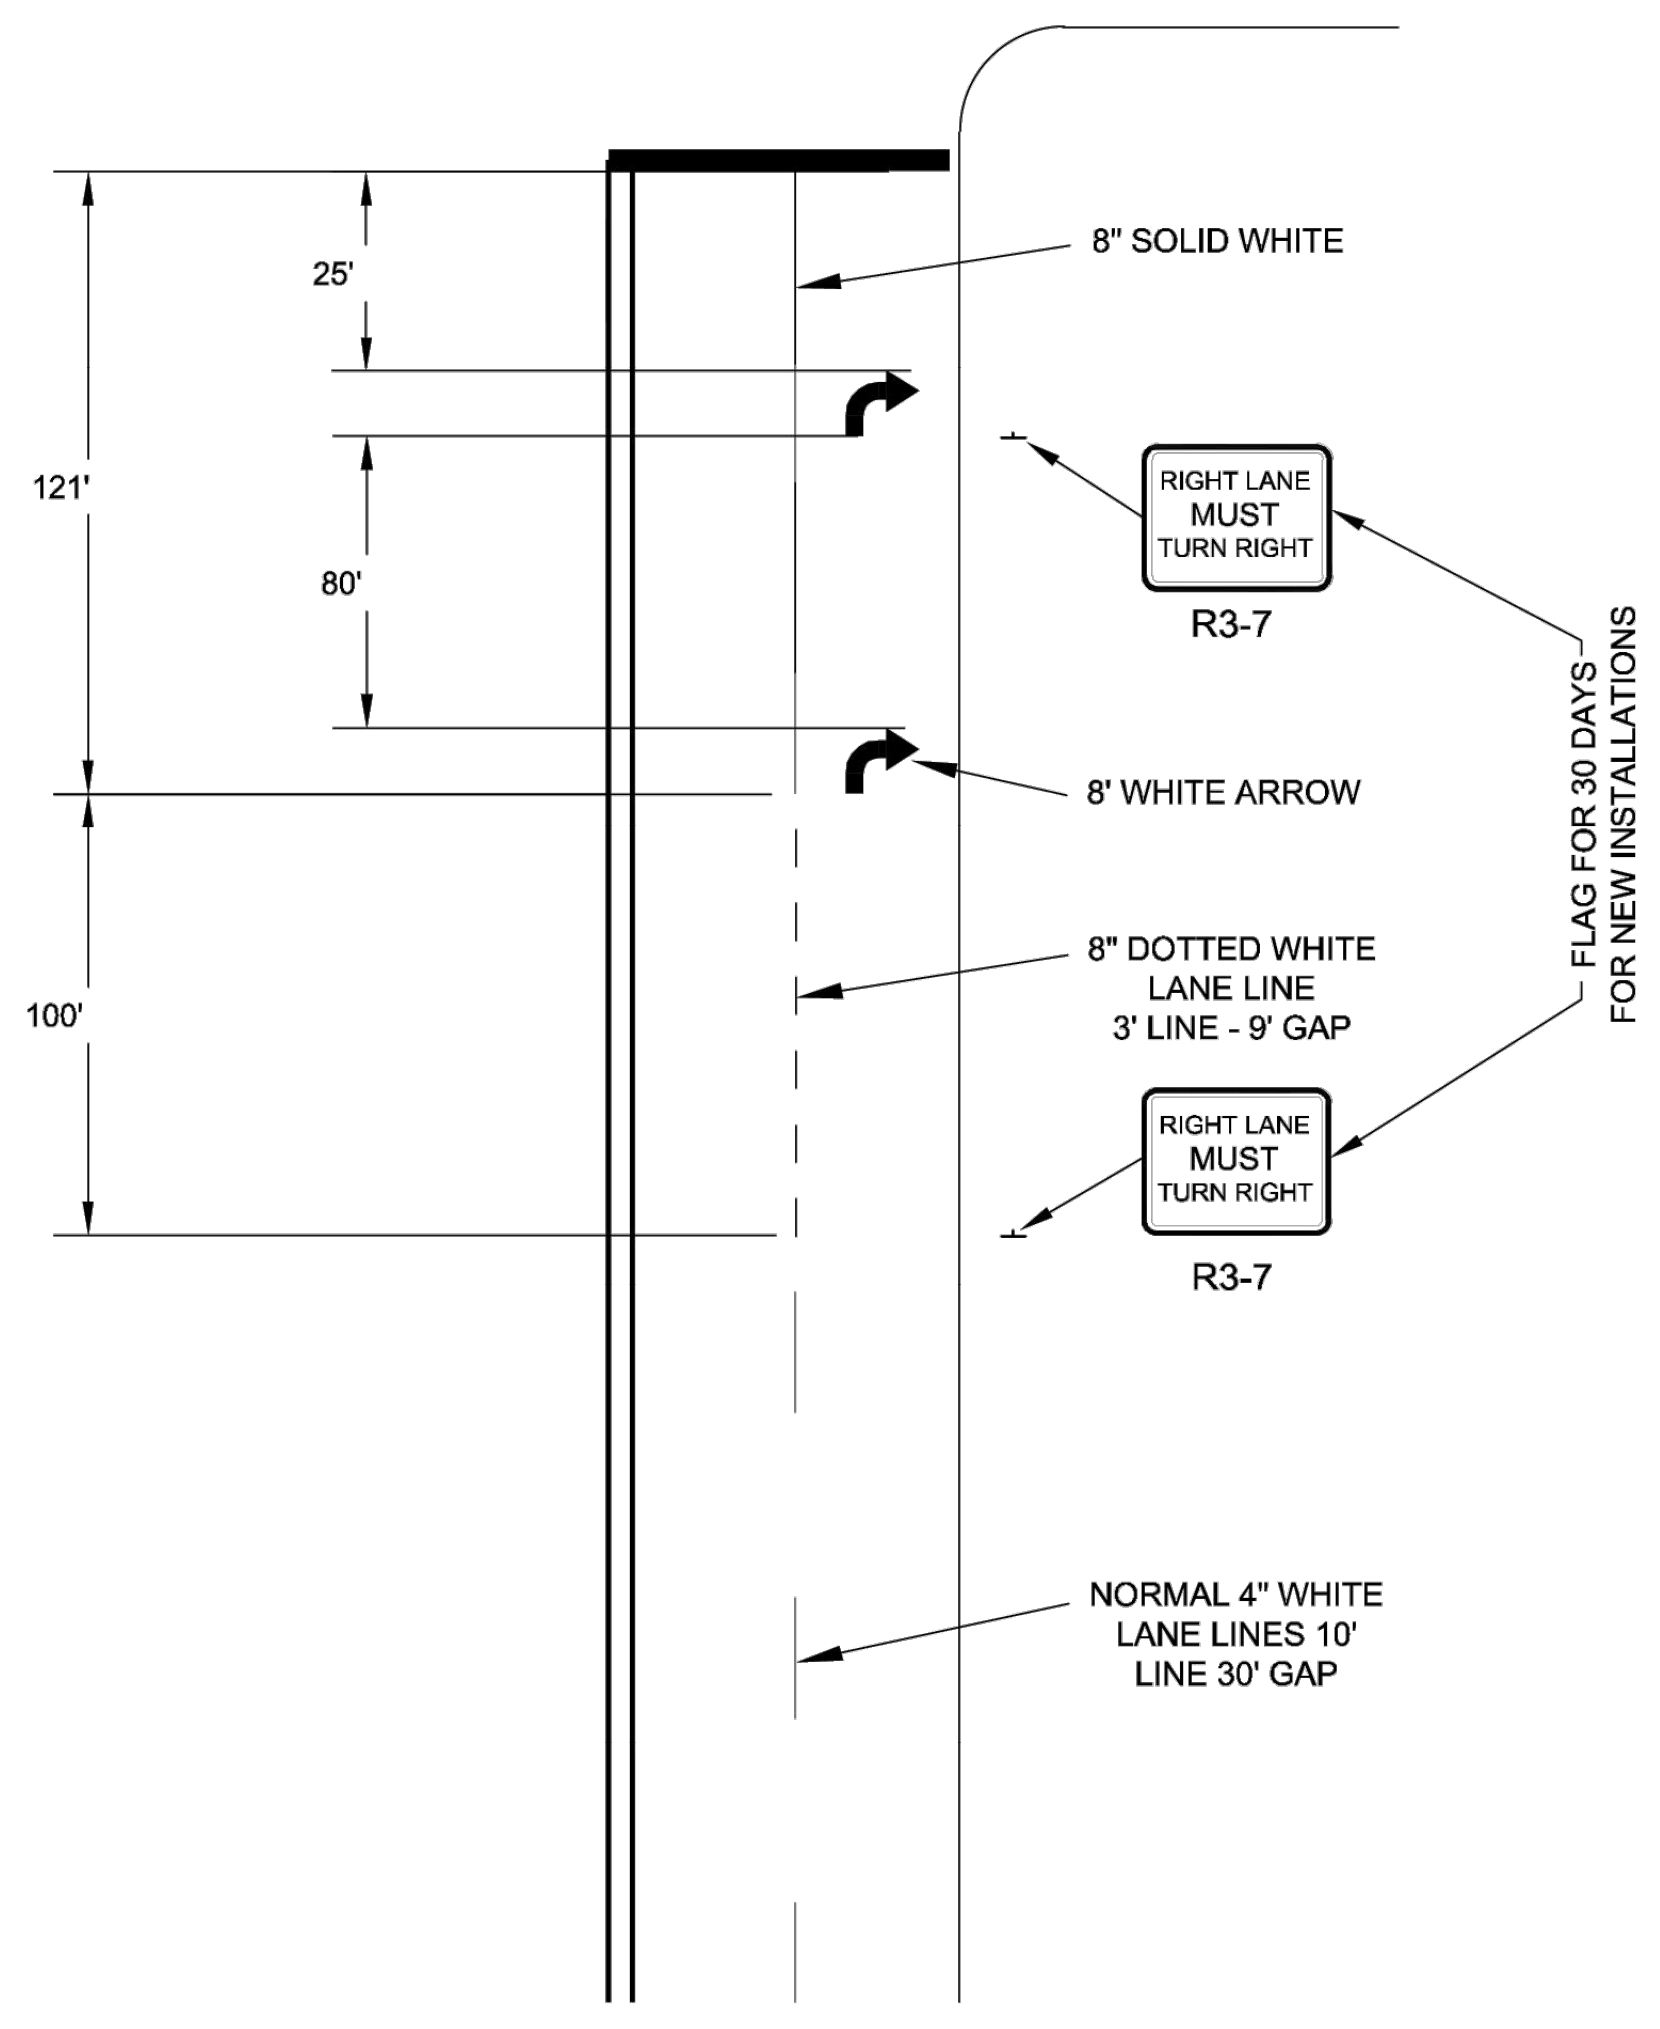 8" SOLID WHITE
25'
121'
RIGHT LANE
MUST
TURN RIGHT
R3-7
80'
8' WHITE ARROW
FLAG FOR 30 DAYS
FOR NEW INSTALLATIONS
8" DOTTED WHITE
LANE LINE
3' LINE - 9' GAP
100'
RIGHT LANE
MUST
TURN RIGHT
R3-7
NORMAL 4" WHITE
LANE LINES 10'
LINE 30' GAP